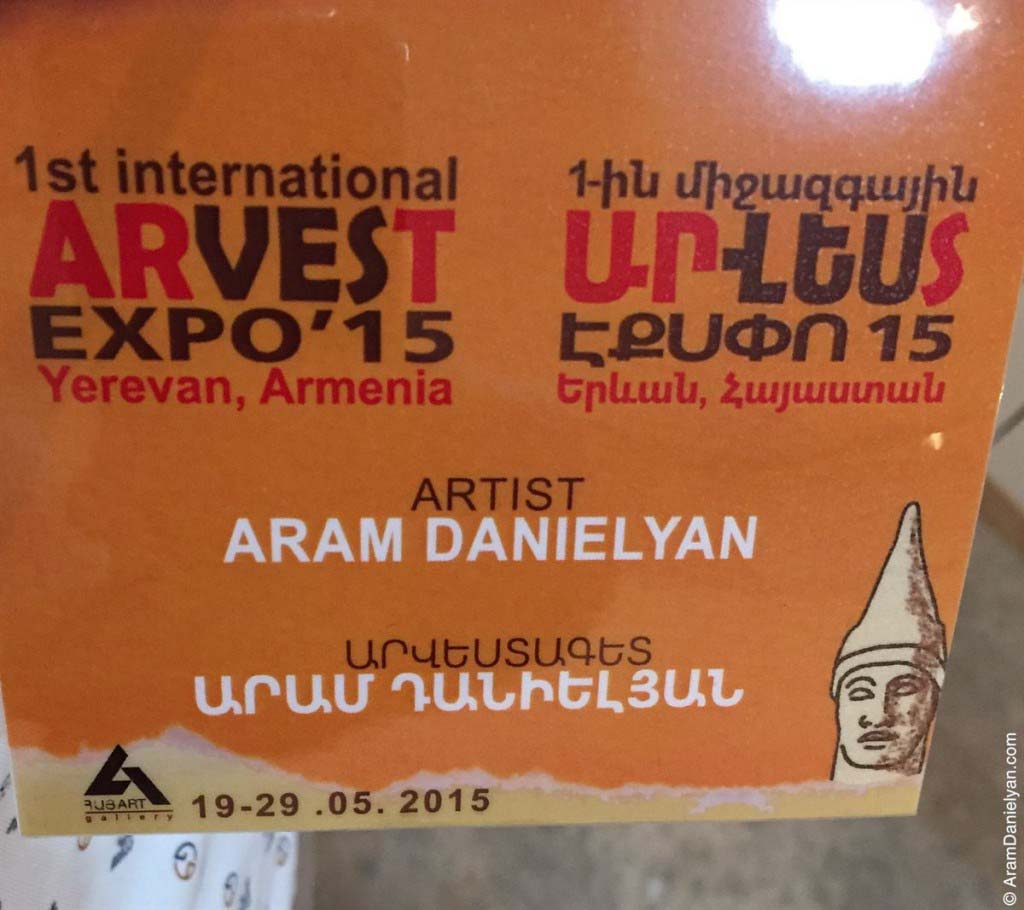 1st international
ARVEST
EXPO'15
Yerevan, Armenia
1-ին միջազգային
ԱՐՎԵՍՏ
ԷՔՍՓՈ 15
Երևան, Հայաստան
ARTIST
ARAM DANIELYAN
ԱՐՎԵՍՏԱԳԵՏ
ԱՐԱՄ ԴԱՆԻԵԼՅԱՆ
RUBART
gallery
19-29 .05. 2015
© AramDanielyan.com